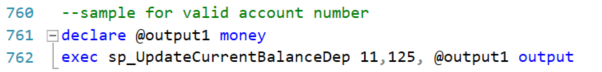 760 --sample for valid account number
761 declare @output1 money
762 exec sp_UpdateCurrentBalanceDep 11,125, @output1 output